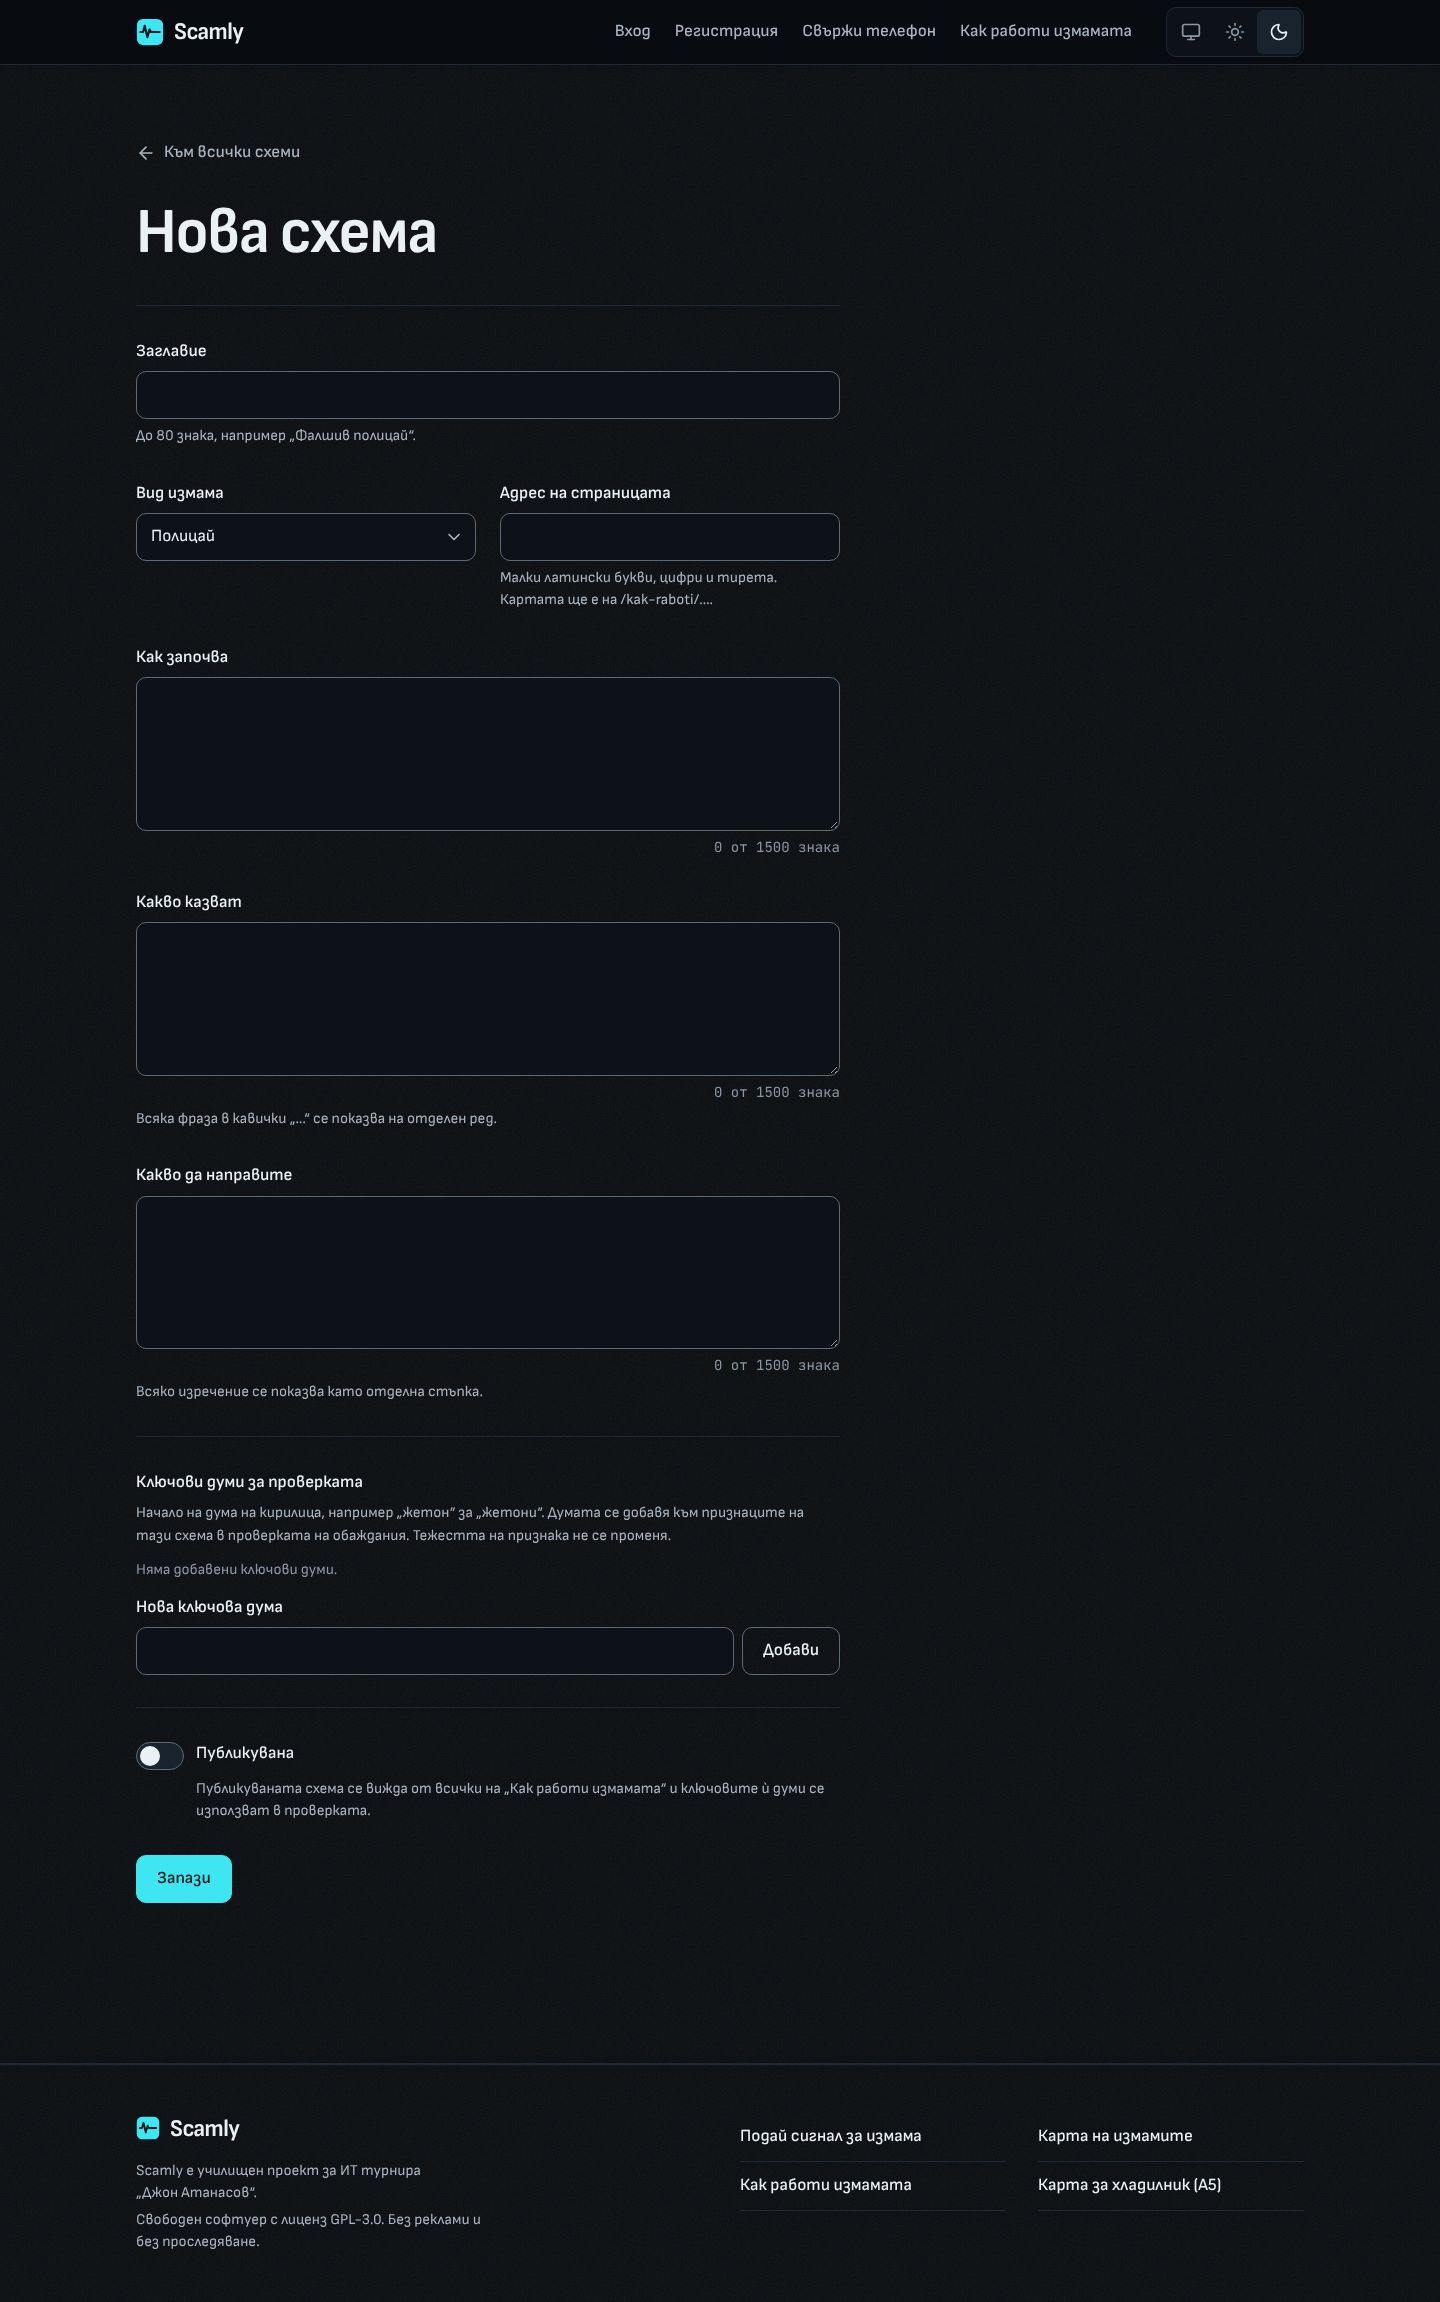 Scamly
Вход
Регистрация
Свържи телефон
Как работи измамата
Към всички схеми
Нова схема
Заглавие
До 80 знака, например „Фалшив полицай“.
Вид измама
Адрес на страницата
Полицай
Малки латински букви, цифри и тирета.
Картата ще е на /kak-raboti/....
Как започва
0 от 1500 знака
Какво казват
0 от 1500 знака
Всяка фраза в кавички „…“ се показва на отделен ред.
Какво да направите
0 от 1500 знака
Всяко изречение се показва като отделна стъпка.
Ключови думи за проверката
Начало на дума на кирилица, например „жетон“ за „жетони“. Думата се добавя към признаците на
тази схема в проверката на обаждания. Тежестта на признака не се променя.
Няма добавени ключови думи.
Нова ключова дума
Добави
Публикувана
Публикуваната схема се вижда от всички на „Как работи измамата“ и ключовите ѝ думи се
използват в проверката.
Запази
Scamly
Scamly е училищен проект за ИТ турнира
„Джон Атанасов“.
Свободен софтуер с лиценз GPL-3.0. Без реклами и
без проследяване.
Подай сигнал за измама
Карта на измамите
Как работи измамата
Карта за хладилник (А5)